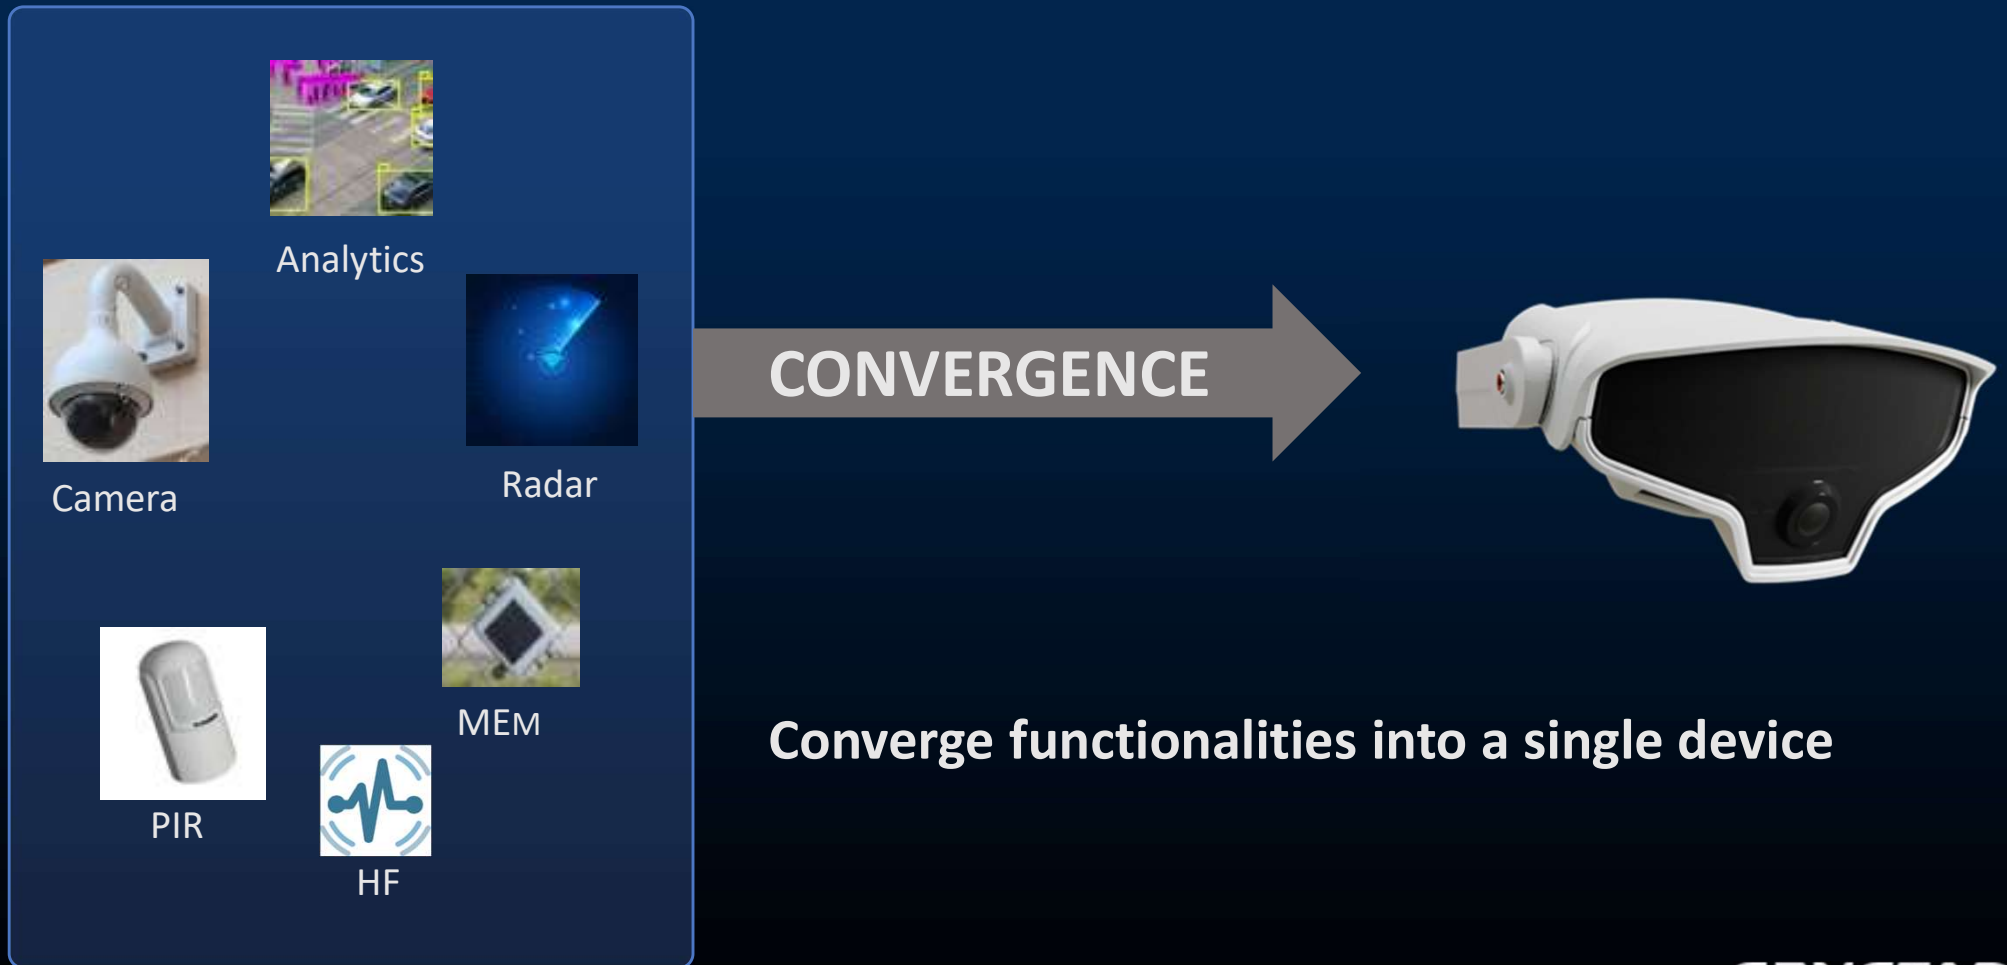 Analytics
Camera
Radar
CONVERGENCE
MEM
PIR
HF
Converge functionalities into a single device